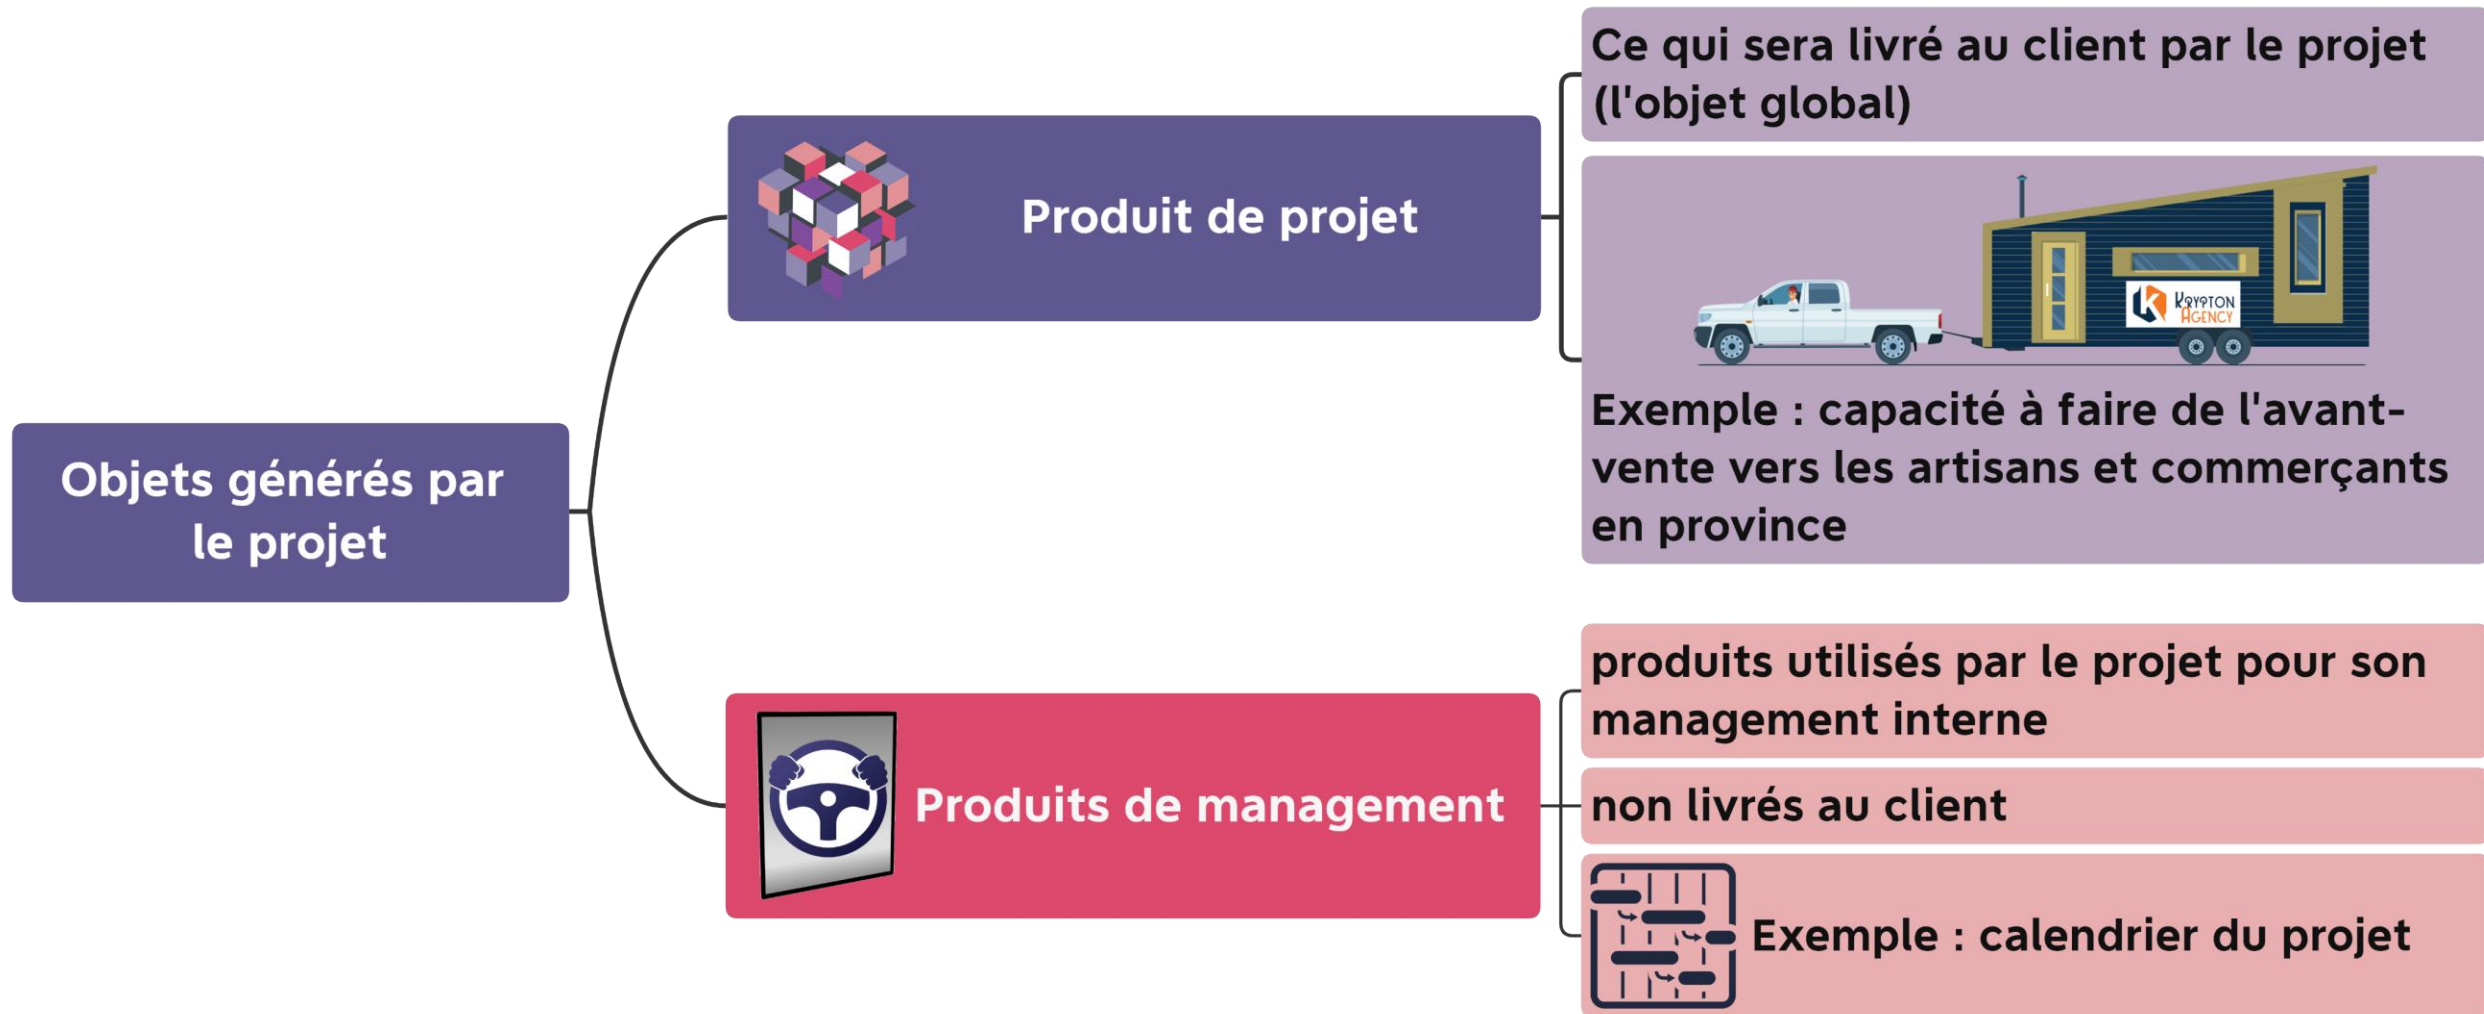 Objets générés par
le projet
Produit de projet
Ce qui sera livré au client par le projet
(l'objet global)
KRYPTON
AGENCY
Exemple : capacité à faire de l'avant-
vente vers les artisans et commerçants
en province
Produits de management
produits utilisés par le projet pour son
management interne
non livrés au client
Exemple : calendrier du projet